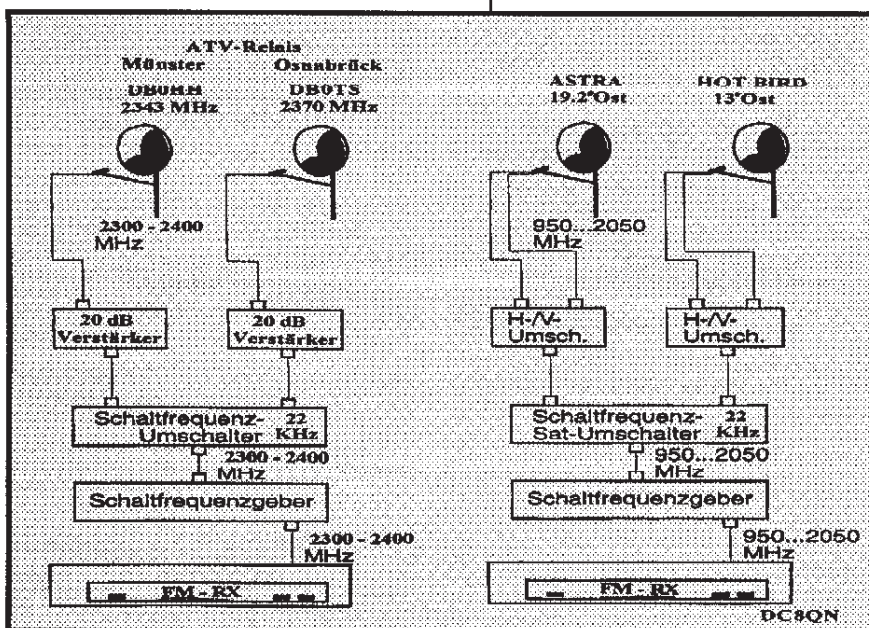 ATV-Relais
Münster
Osnabrück
DB0HH
2343 MHz
DB0TS
2370 MHz
2300 - 2400
MHz
20 dB
Verstärker
20 dB
Verstärker
Schaltfrequenz-
Umschalter
22
KHz
2300 - 2400
MHz
Schaltfrequenzgeber
2300 - 2400
MHz
FM - RX
ASTRA
19.2°Ost
HOT BIRD
13°Ost
950...2050
MHz
H-/V-
Umsch.
H-/V-
Umsch.
Schaltfrequenz-
Sat-Umschalter
22
KHz
950...2050
MHz
Schaltfrequenzgeber
950...2050
MHz
FM - RX
DC8QN